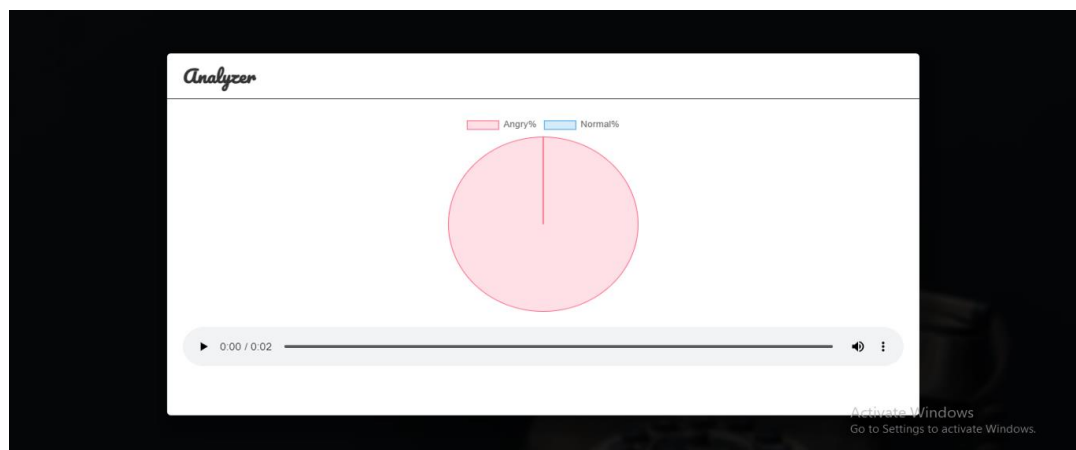 Analyzer
Angry% Normal%
0:00 / 0:02
Activate Windows
Go to Settings to activate Windows.